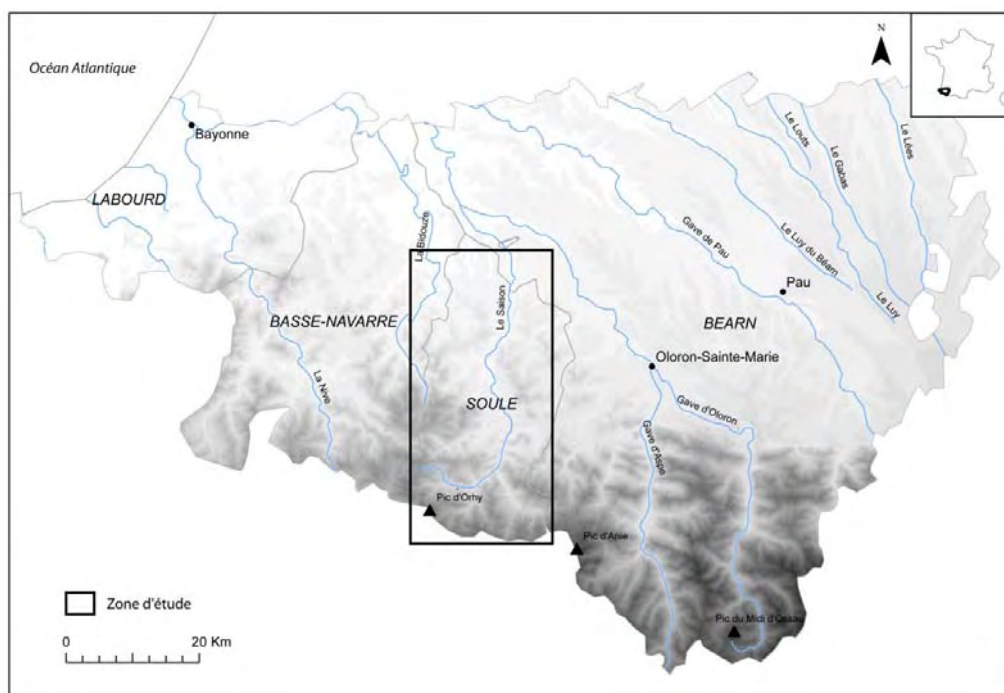 N
Océan Atlantique
Bayonne
Le Louts
Le Gabas
Le Lées
LABOURD
La Bidouze
Gave de Pau
Le Luy du Béarn
Le Luy
Le Saison
Pau
BASSE-NAVARRE
BEARN
Oloron-Sainte-Marie
La Nive
SOULE
Gave d'Oloron
Gave d'Aspe
Pic d'Orhy
Pic d'Anie
Zone d'étude
Pic du Midi d'Ossau
0 20 Km